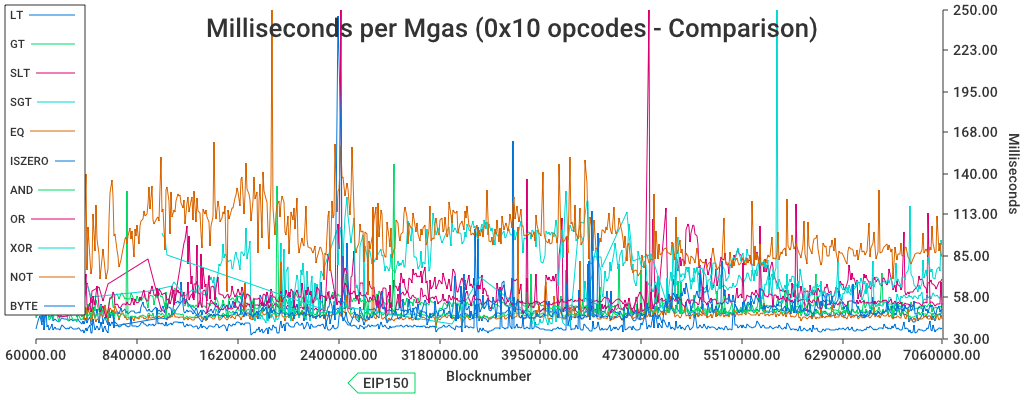 Milliseconds per Mgas (0x10 opcodes - Comparison)
LT
GT
SLT
SGT
EQ
ISZERO
AND
OR
XOR
NOT
BYTE
250.00
223.00
195.00
168.00
140.00
113.00
85.00
58.00
30.00
Milliseconds
60000.00 840000.00 1620000.00 2400000.00 3180000.00 3950000.00 4730000.00 5510000.00 6290000.00 7060000.00
Blocknumber
EIP150